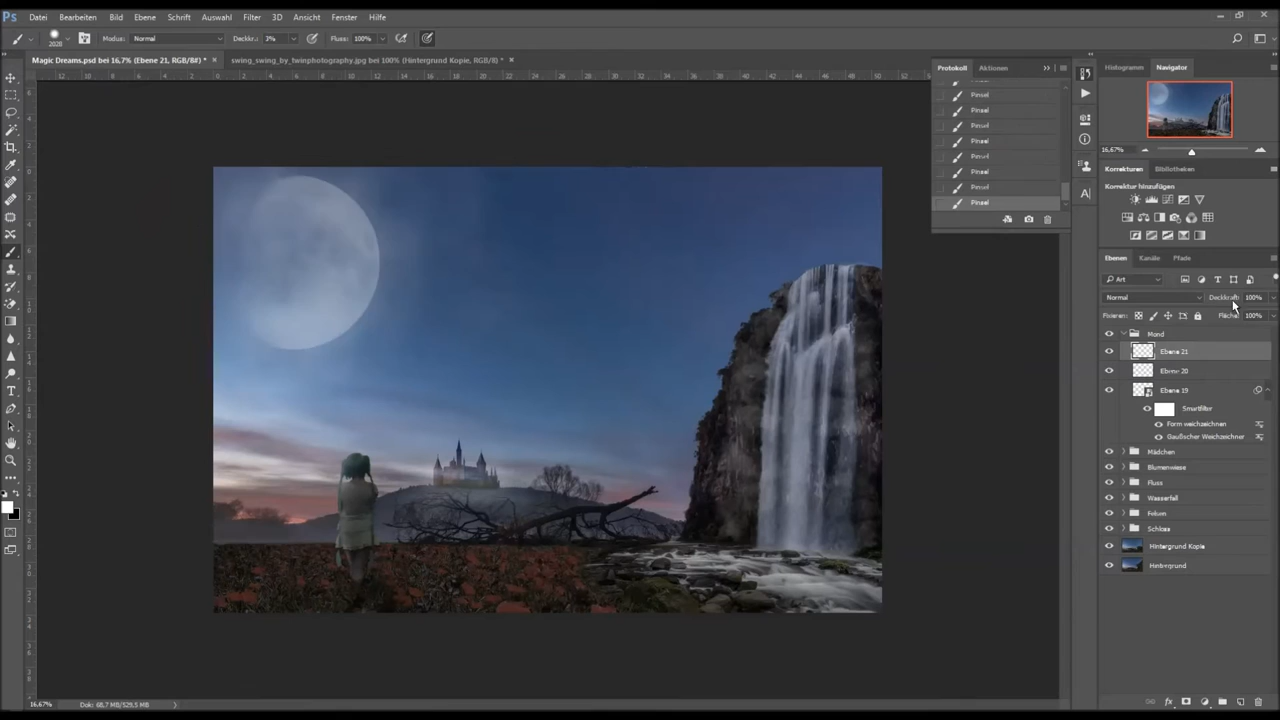 Ps Datei Bearbeiten Bild Ebene Schrift Auswahl Filter 3D Ansicht Fenster Hilfe
2028 Modus: Normal Deckkr.: 3% Fluss: 100%
Magic Dreams.psd bei 16,7% (Ebene 21, RGB/8#) * × swing_swing_by_twinphotography.jpg bei 100% (Hintergrund Kopie, RGB/8) * ×
Protokoll Aktionen
Pinsel
Pinsel
Pinsel
Pinsel
Pinsel
Pinsel
Pinsel
Pinsel
Histogramm Navigator
16,67%
Korrekturen Bibliotheken
Korrektur hinzufügen
Ebenen Kanäle Pfade
Art
Normal Deckkraft: 100%
Fixieren: Fläche: 100%
Mond
Ebene 21
Ebene 20
Ebene 19
Smartfilter
Form weichzeichnen
Gaußscher Weichzeichner
Mädchen
Blumenwiese
Fluss
Wasserfall
Felsen
Schloss
Hintergrund Kopie
Hintergrund
16,67% Dok: 68,7 MB/529,5 MB